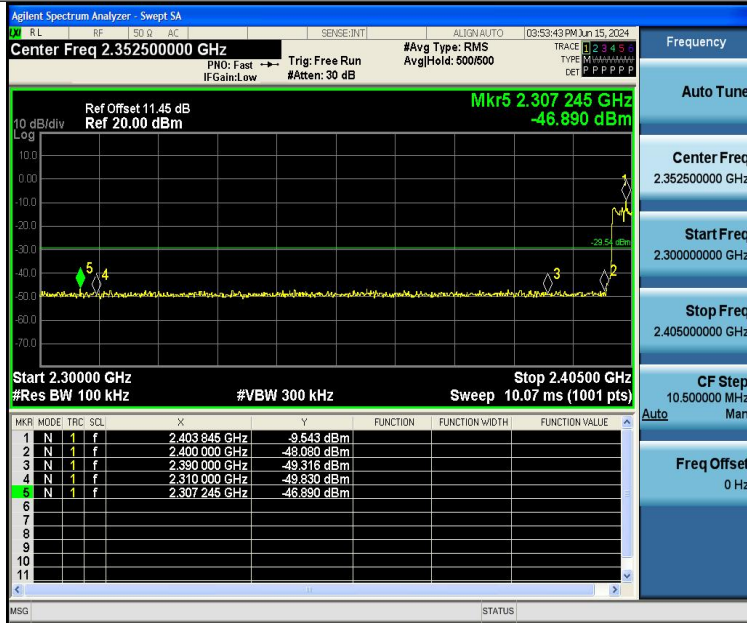 Agilent Spectrum Analyzer - Swept SA
LXI RL RF 50 Ω AC SENSE:INT ALIGN AUTO 03:53:43 PM Jun 15, 2024
Center Freq 2.352500000 GHz #Avg Type: RMS TRACE 1 2 3 4 5 6
PNO: Fast Trig: Free Run Avg|Hold: 500/500 TYPE M
IFGain:Low #Atten: 30 dB DET P P P P P P
Mkr5 2.307 245 GHz
-46.890 dBm
Ref Offset 11.45 dB
10 dB/div Ref 20.00 dBm
Log
10.0
0.00
-10.0
-20.0
-30.0
-40.0
-50.0
-60.0
-70.0
1
-29.54 dBm
5 4 3 2
Start 2.30000 GHz Stop 2.40500 GHz
#Res BW 100 kHz #VBW 300 kHz Sweep 10.07 ms (1001 pts)
MKR MODE TRC SCL X Y FUNCTION FUNCTION WIDTH FUNCTION VALUE
1 N 1 f 2.403 845 GHz -9.543 dBm
2 N 1 f 2.400 000 GHz -48.080 dBm
3 N 1 f 2.390 000 GHz -49.316 dBm
4 N 1 f 2.310 000 GHz -49.830 dBm
5 N 1 f 2.307 245 GHz -46.890 dBm
6
7
8
9
10
11
MSG STATUS
Frequency
Auto Tune
Center Freq
2.352500000 GHz
Start Freq
2.300000000 GHz
Stop Freq
2.405000000 GHz
CF Step
10.500000 MHz
Auto Man
Freq Offset
0 Hz